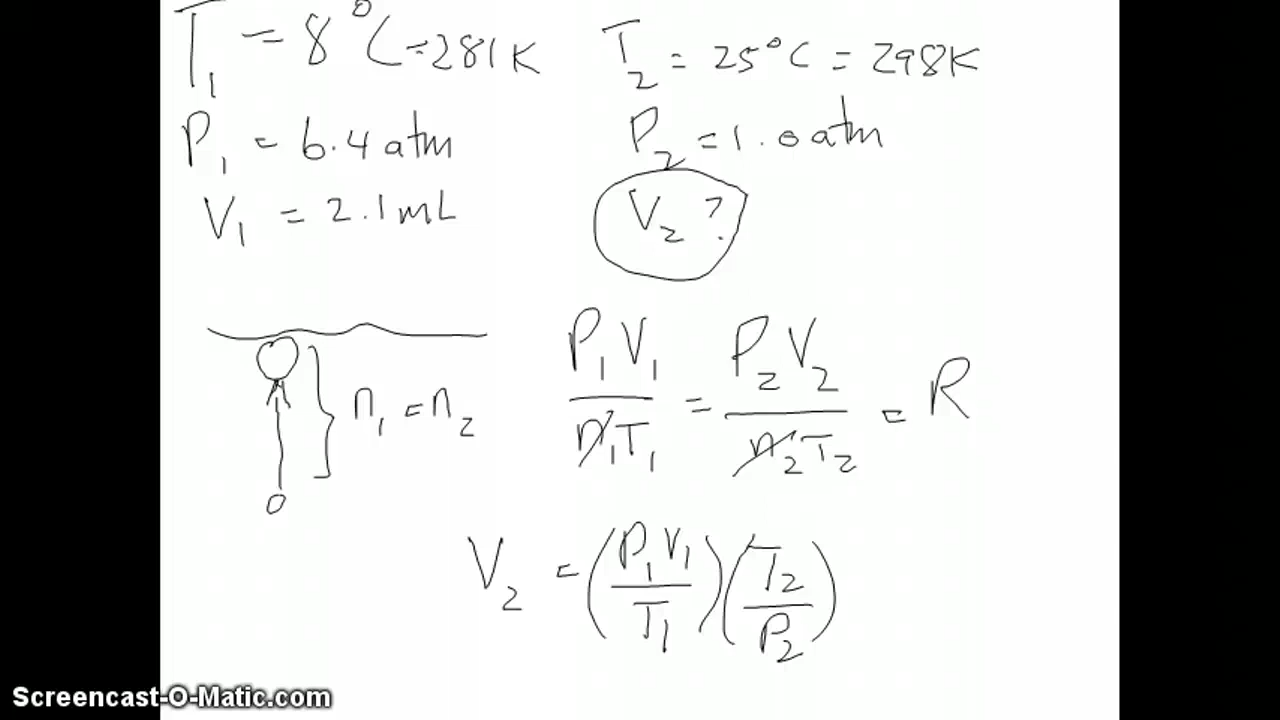 T₁ = 8°C = 281K
T₂ = 25°C = 298K
P₁ = 6.4 atm
P₂ = 1.0 atm
V₁ = 2.1 mL
V₂ ?
n₁ = n₂
P₁V₁/n₁T₁ = P₂V₂/n₂T₂ = R
V₂ = (P₁V₁/T₁)(T₂/P₂)
Screencast-O-Matic.com